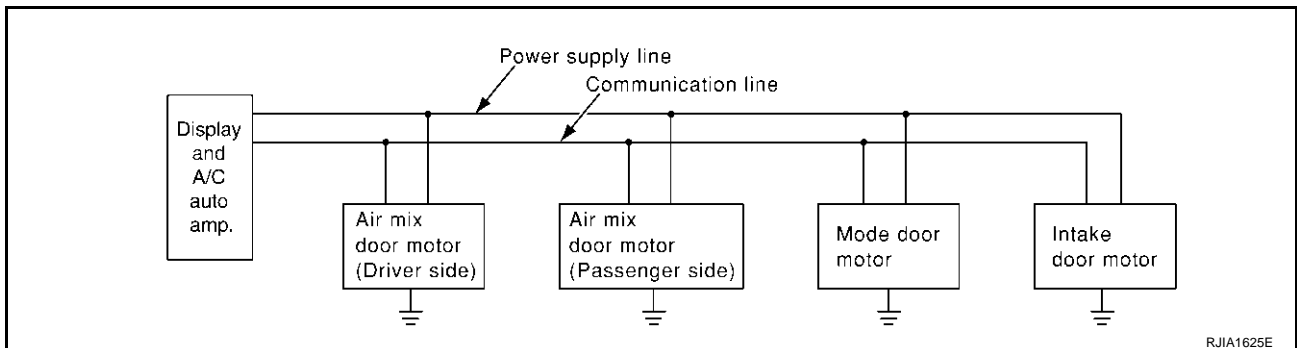 Power supply line
Communication line
Display
and
A/C
auto
amp.
Air mix
door motor
(Driver side)
Air mix
door motor
(Passenger side)
Mode door
motor
Intake
door motor
RJIA1625E